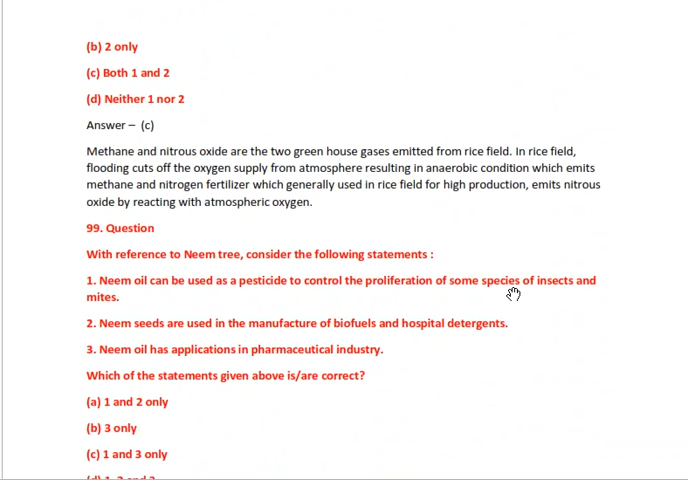 (b) 2 only
(c) Both 1 and 2
(d) Neither 1 nor 2
Answer – (c)
Methane and nitrous oxide are the two green house gases emitted from rice field. In rice field,
flooding cuts off the oxygen supply from atmosphere resulting in anaerobic condition which emits
methane and nitrogen fertilizer which generally used in rice field for high production, emits nitrous
oxide by reacting with atmospheric oxygen.
99. Question
With reference to Neem tree, consider the following statements :
1. Neem oil can be used as a pesticide to control the proliferation of some species of insects and
mites.
2. Neem seeds are used in the manufacture of biofuels and hospital detergents.
3. Neem oil has applications in pharmaceutical industry.
Which of the statements given above is/are correct?
(a) 1 and 2 only
(b) 3 only
(c) 1 and 3 only
(d) 1, 2 and 3